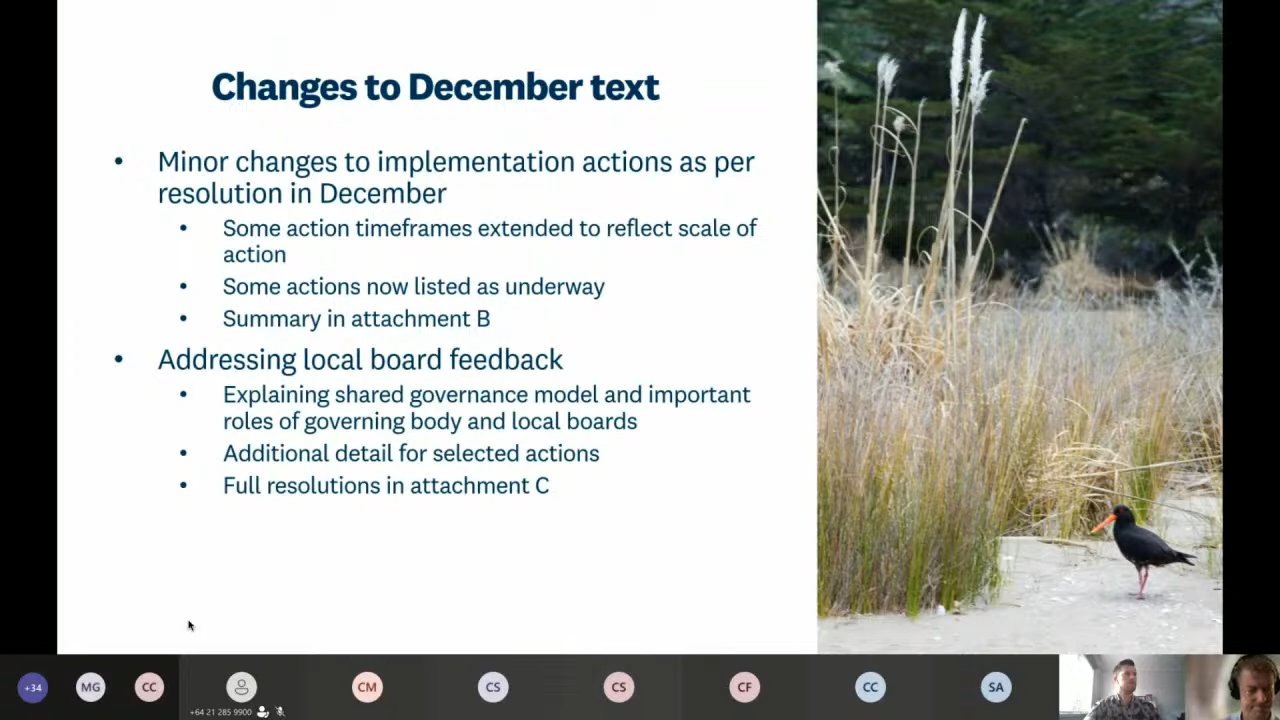 Changes to December text
• Minor changes to implementation actions as per
resolution in December
• Some action timeframes extended to reflect scale of
action
• Some actions now listed as underway
• Summary in attachment B
• Addressing local board feedback
• Explaining shared governance model and important
roles of governing body and local boards
• Additional detail for selected actions
• Full resolutions in attachment C
+34 MG CC CM CS CS CF CC SA
+64 21 285 9900